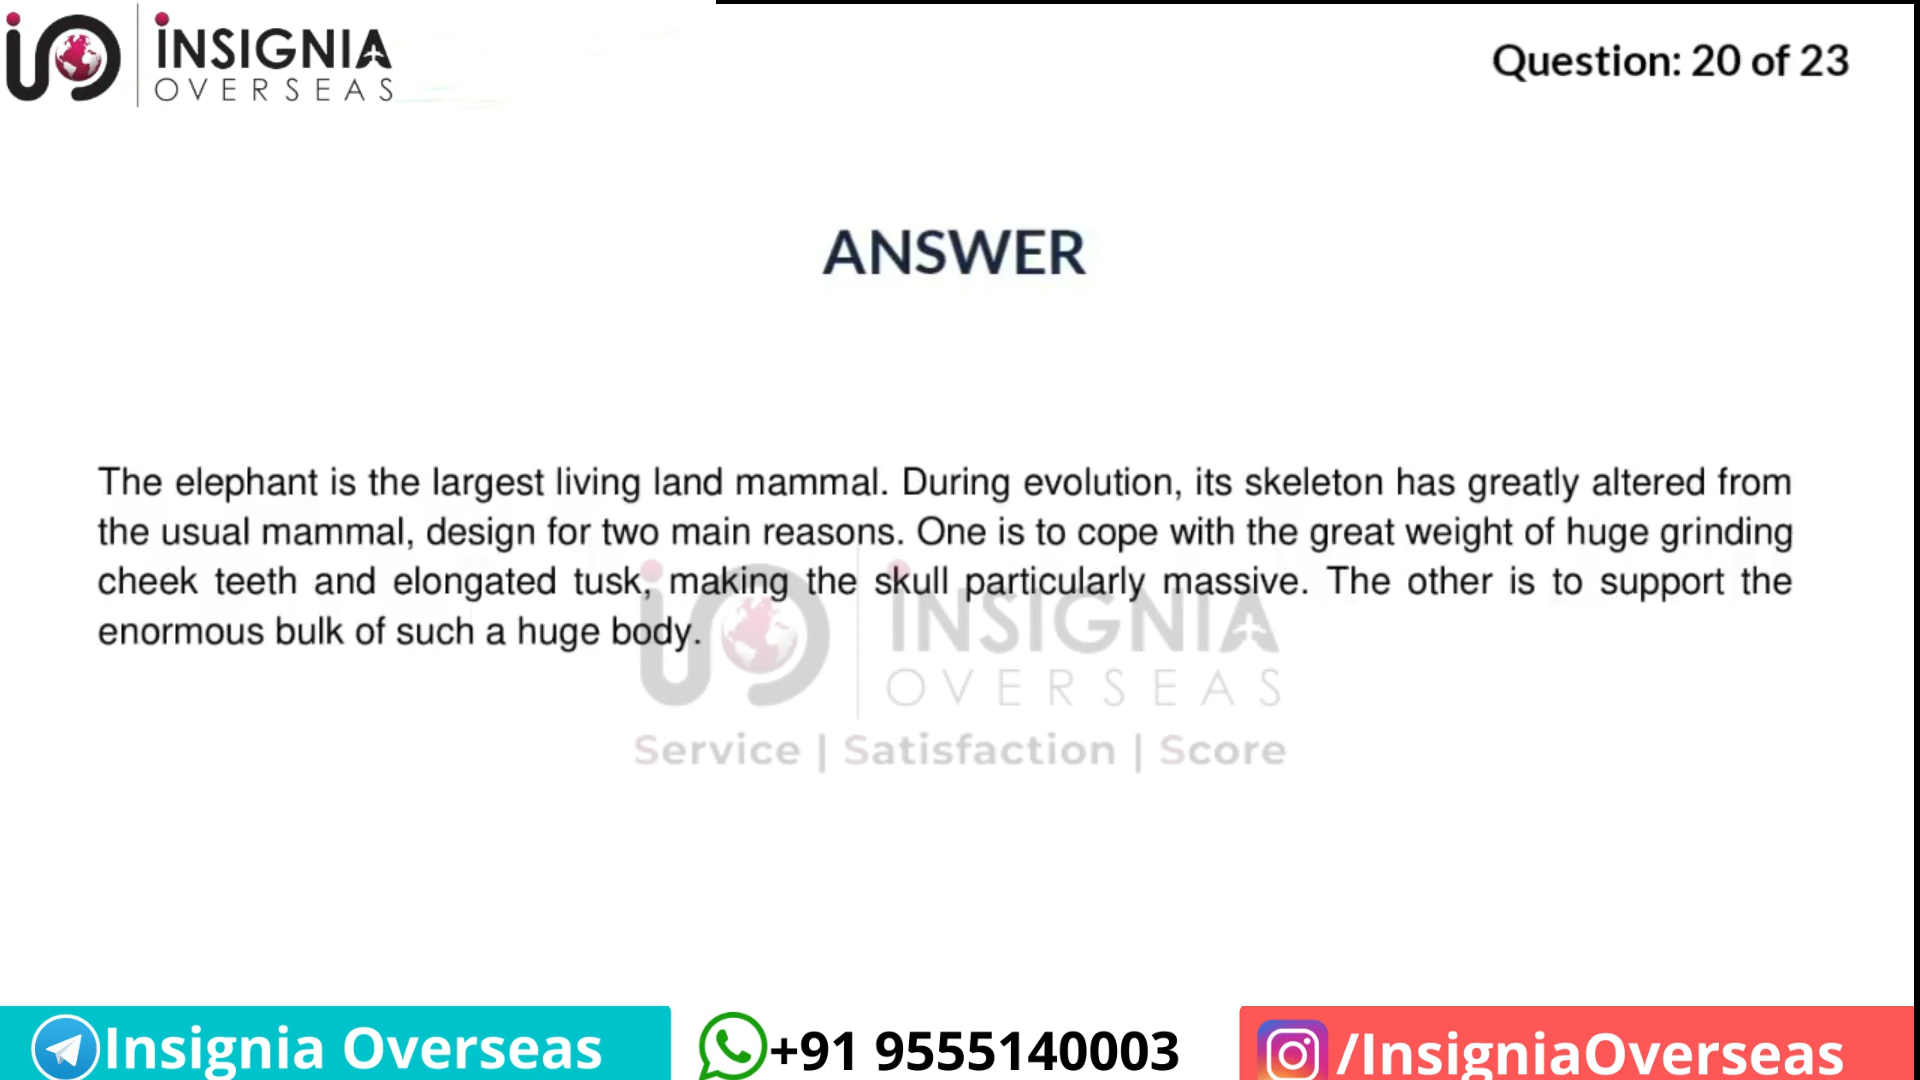 INSIGNIA
OVERSEAS
Question: 20 of 23
ANSWER
The elephant is the largest living land mammal. During evolution, its skeleton has greatly altered from
the usual mammal, design for two main reasons. One is to cope with the great weight of huge grinding
cheek teeth and elongated tusk, making the skull particularly massive. The other is to support the
enormous bulk of such a huge body.
INSIGNIA
OVERSEAS
Service | Satisfaction | Score
Insignia Overseas
+91 9555140003
/InsigniaOverseas